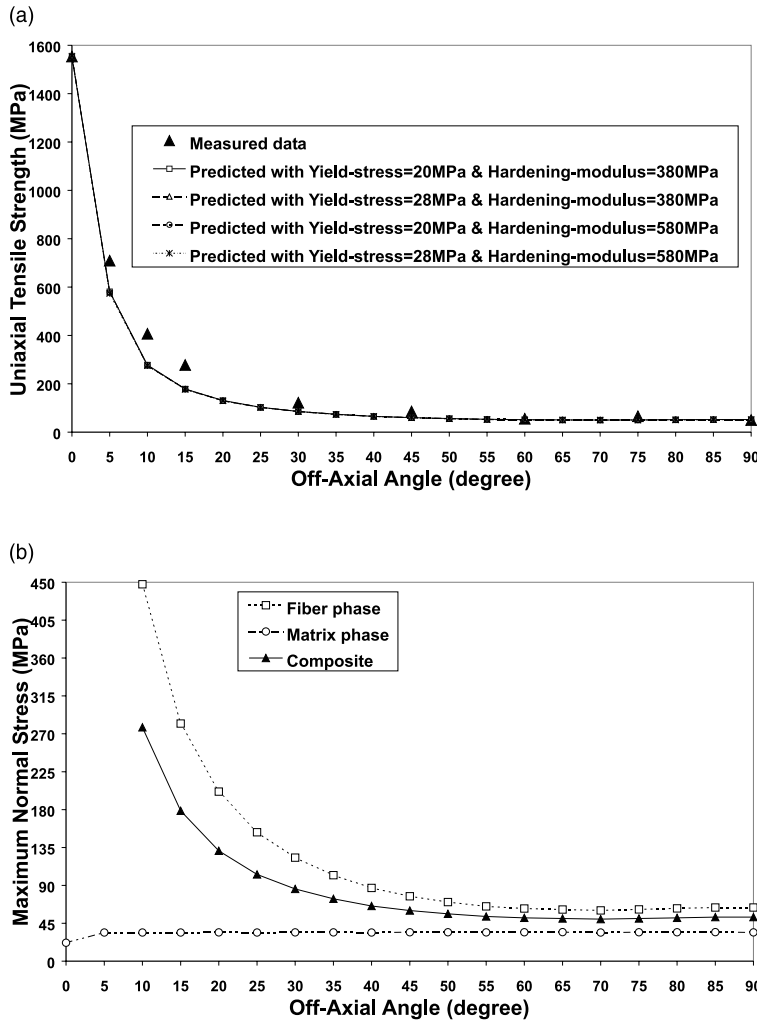 (a)
Uniaxial Tensile Strength (MPa)
1600
1400
1200
1000
800
600
400
200
0
Measured data
Predicted with Yield-stress=20MPa & Hardening-modulus=380MPa
Predicted with Yield-stress=28MPa & Hardening-modulus=380MPa
Predicted with Yield-stress=20MPa & Hardening-modulus=580MPa
Predicted with Yield-stress=28MPa & Hardening-modulus=580MPa
0 5 10 15 20 25 30 35 40 45 50 55 60 65 70 75 80 85 90
Off-Axial Angle (degree)
(b)
Maximum Normal Stress (MPa)
450
405
360
315
270
225
180
135
90
45
0
Fiber phase
Matrix phase
Composite
0 5 10 15 20 25 30 35 40 45 50 55 60 65 70 75 80 85 90
Off-Axial Angle (degree)